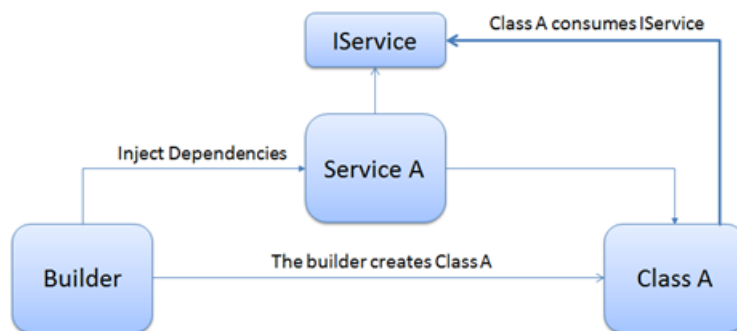 IService
Class A consumes IService
Inject Dependencies
Service A
Builder
The builder creates Class A
Class A